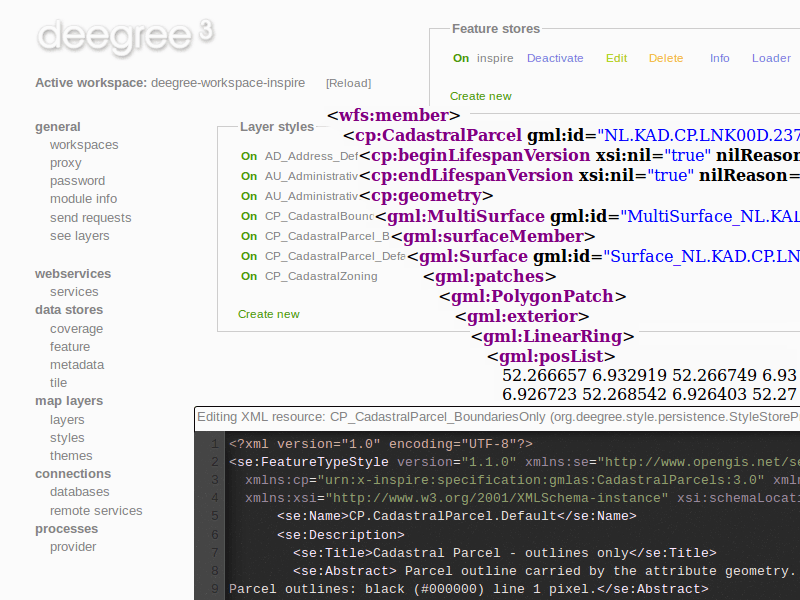 deegree 3
Active workspace: deegree-workspace-inspire [Reload]
general
workspaces
proxy
password
module info
send requests
see layers
webservices
services
data stores
coverage
feature
metadata
tile
map layers
layers
styles
themes
connections
databases
remote services
processes
provider
Feature stores
On inspire Deactivate Edit Delete Info Loader
Create new
Layer styles
On AD_Address_Def
On AU_Administrativ
On AU_Administrativ
On CP_CadastralBound
On CP_CadastralParcel_B
On CP_CadastralParcel_Defa
On CP_CadastralZoning
Create new
<wfs:member>
<cp:CadastralParcel gml:id="NL.KAD.CP.LNK00D.237
<cp:beginLifespanVersion xsi:nil="true" nilReason
<cp:endLifespanVersion xsi:nil="true" nilReason=
<cp:geometry>
<gml:MultiSurface gml:id="MultiSurface_NL.KAL
<gml:surfaceMember>
<gml:Surface gml:id="Surface_NL.KAD.CP.LN
<gml:patches>
<gml:PolygonPatch>
<gml:exterior>
<gml:LinearRing>
<gml:posList>
52.266657 6.932919 52.266749 6.93
6.926723 52.268542 6.926403 52.27
Editing XML resource: CP_CadastralParcel_BoundariesOnly (org.deegree.style.persistence.StyleStorePr
1 <?xml version="1.0" encoding="UTF-8"?>
2 <se:FeatureTypeStyle version="1.1.0" xmlns:se="http://www.opengis.net/se
3 xmlns:cp="urn:x-inspire:specification:gmlas:CadastralParcels:3.0" xmln
4 xmlns:xsi="http://www.w3.org/2001/XMLSchema-instance" xsi:schemaLocati
5 <se:Name>CP.CadastralParcel.Default</se:Name>
6 <se:Description>
7 <se:Title>Cadastral Parcel - outlines only</se:Title>
8 <se:Abstract> Parcel outline carried by the attribute geometry.
9 Parcel outlines: black (#000000) line 1 pixel.</se:Abstract>